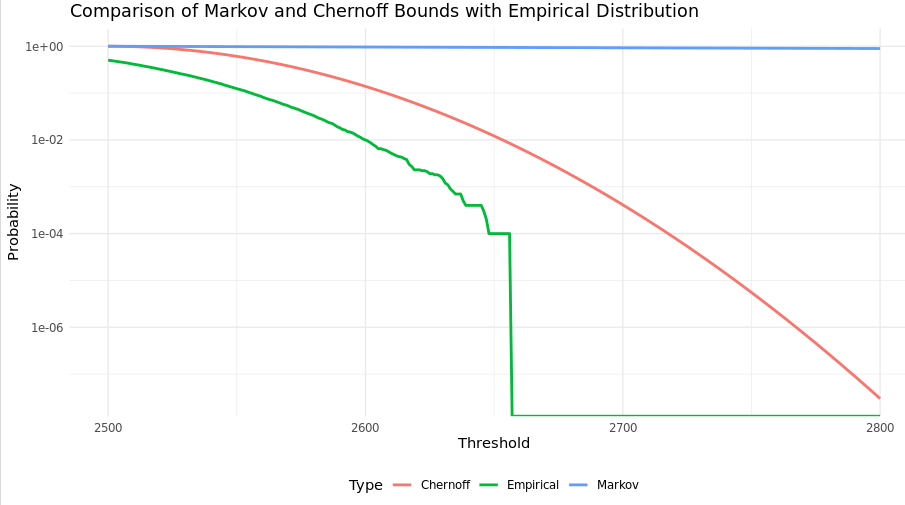 Comparison of Markov and Chernoff Bounds with Empirical Distribution
1e+00
1e-02
1e-04
1e-06
Probability
2500 2600 2700 2800
Threshold
Type Chernoff Empirical Markov